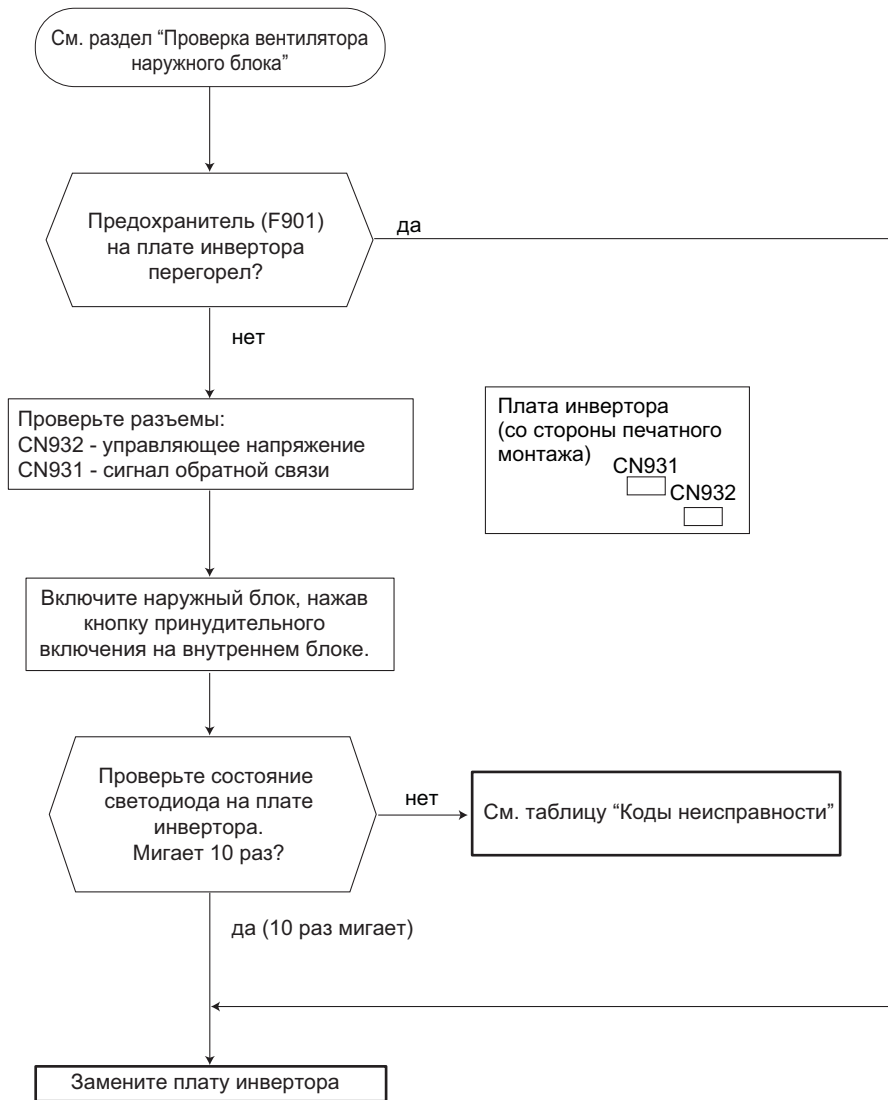 См. раздел “Проверка вентилятора
наружного блока”
Предохранитель (F901)
на плате инвертора
перегорел?
да
нет
Проверьте разъемы:
CN932 - управляющее напряжение
CN931 - сигнал обратной связи
Плата инвертора
(со стороны печатного
монтажа)
CN931
CN932
Включите наружный блок, нажав
кнопку принудительного
включения на внутреннем блоке.
Проверьте состояние
светодиода на плате
инвертора.
Мигает 10 раз?
нет
См. таблицу “Коды неисправности”
да (10 раз мигает)
Замените плату инвертора